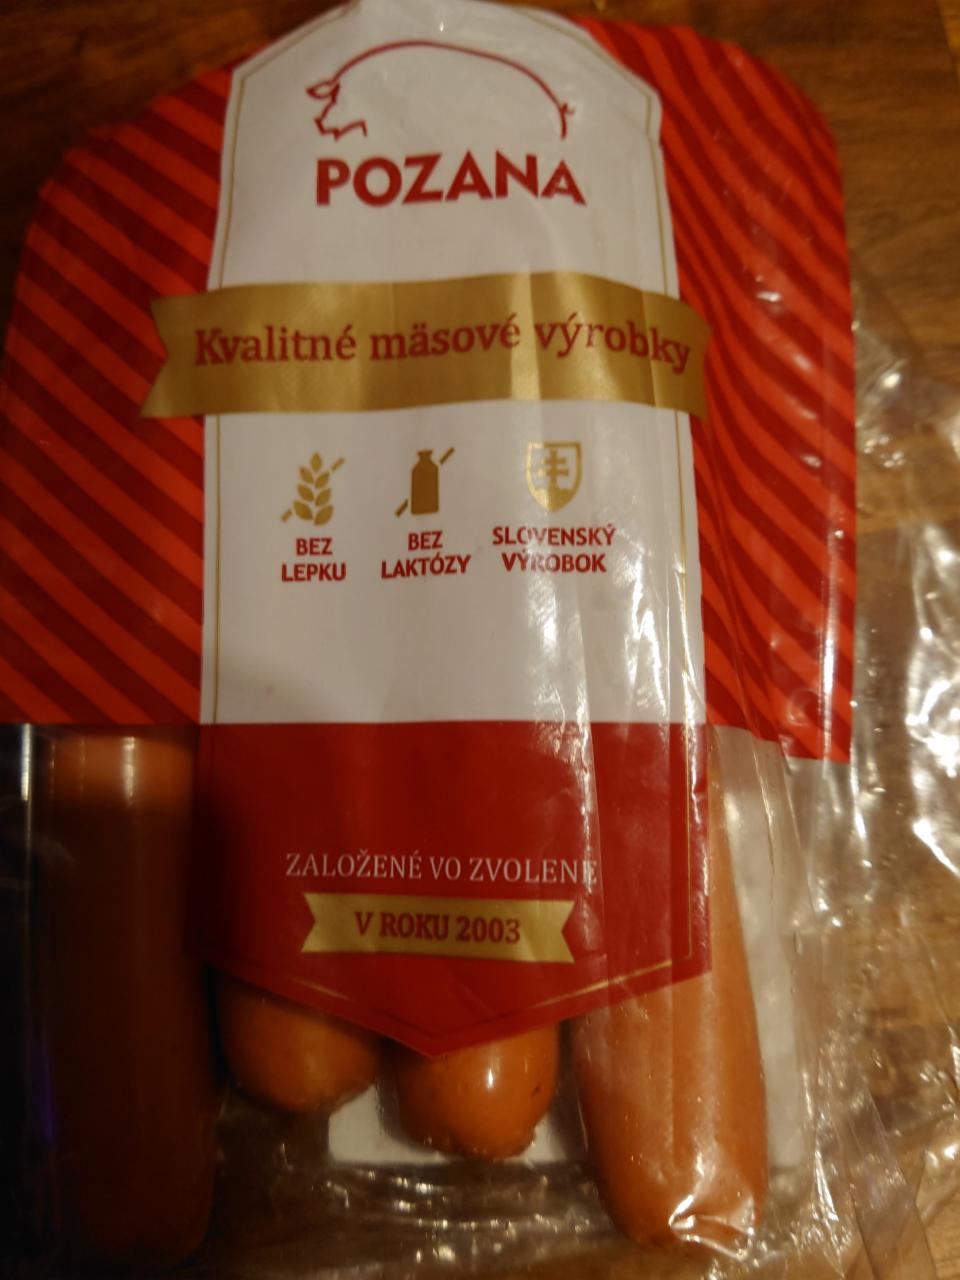 POZANA
Kvalitné mäsové výrobky
BEZ
LEPKU
BEZ
LAKTÓZY
SLOVENSKÝ
VÝROBOK
ZALOŽENÉ VO ZVOLENE
V ROKU 2003